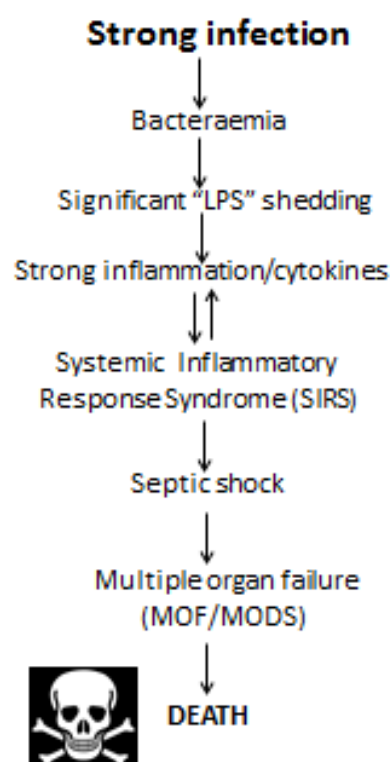 Strong infection
Bacteraemia
Significant "LPS" shedding
Strong inflammation/cytokines
Systemic Inflammatory
Response Syndrome (SIRS)
Septic shock
Multiple organ failure
(MOF/MODS)
DEATH